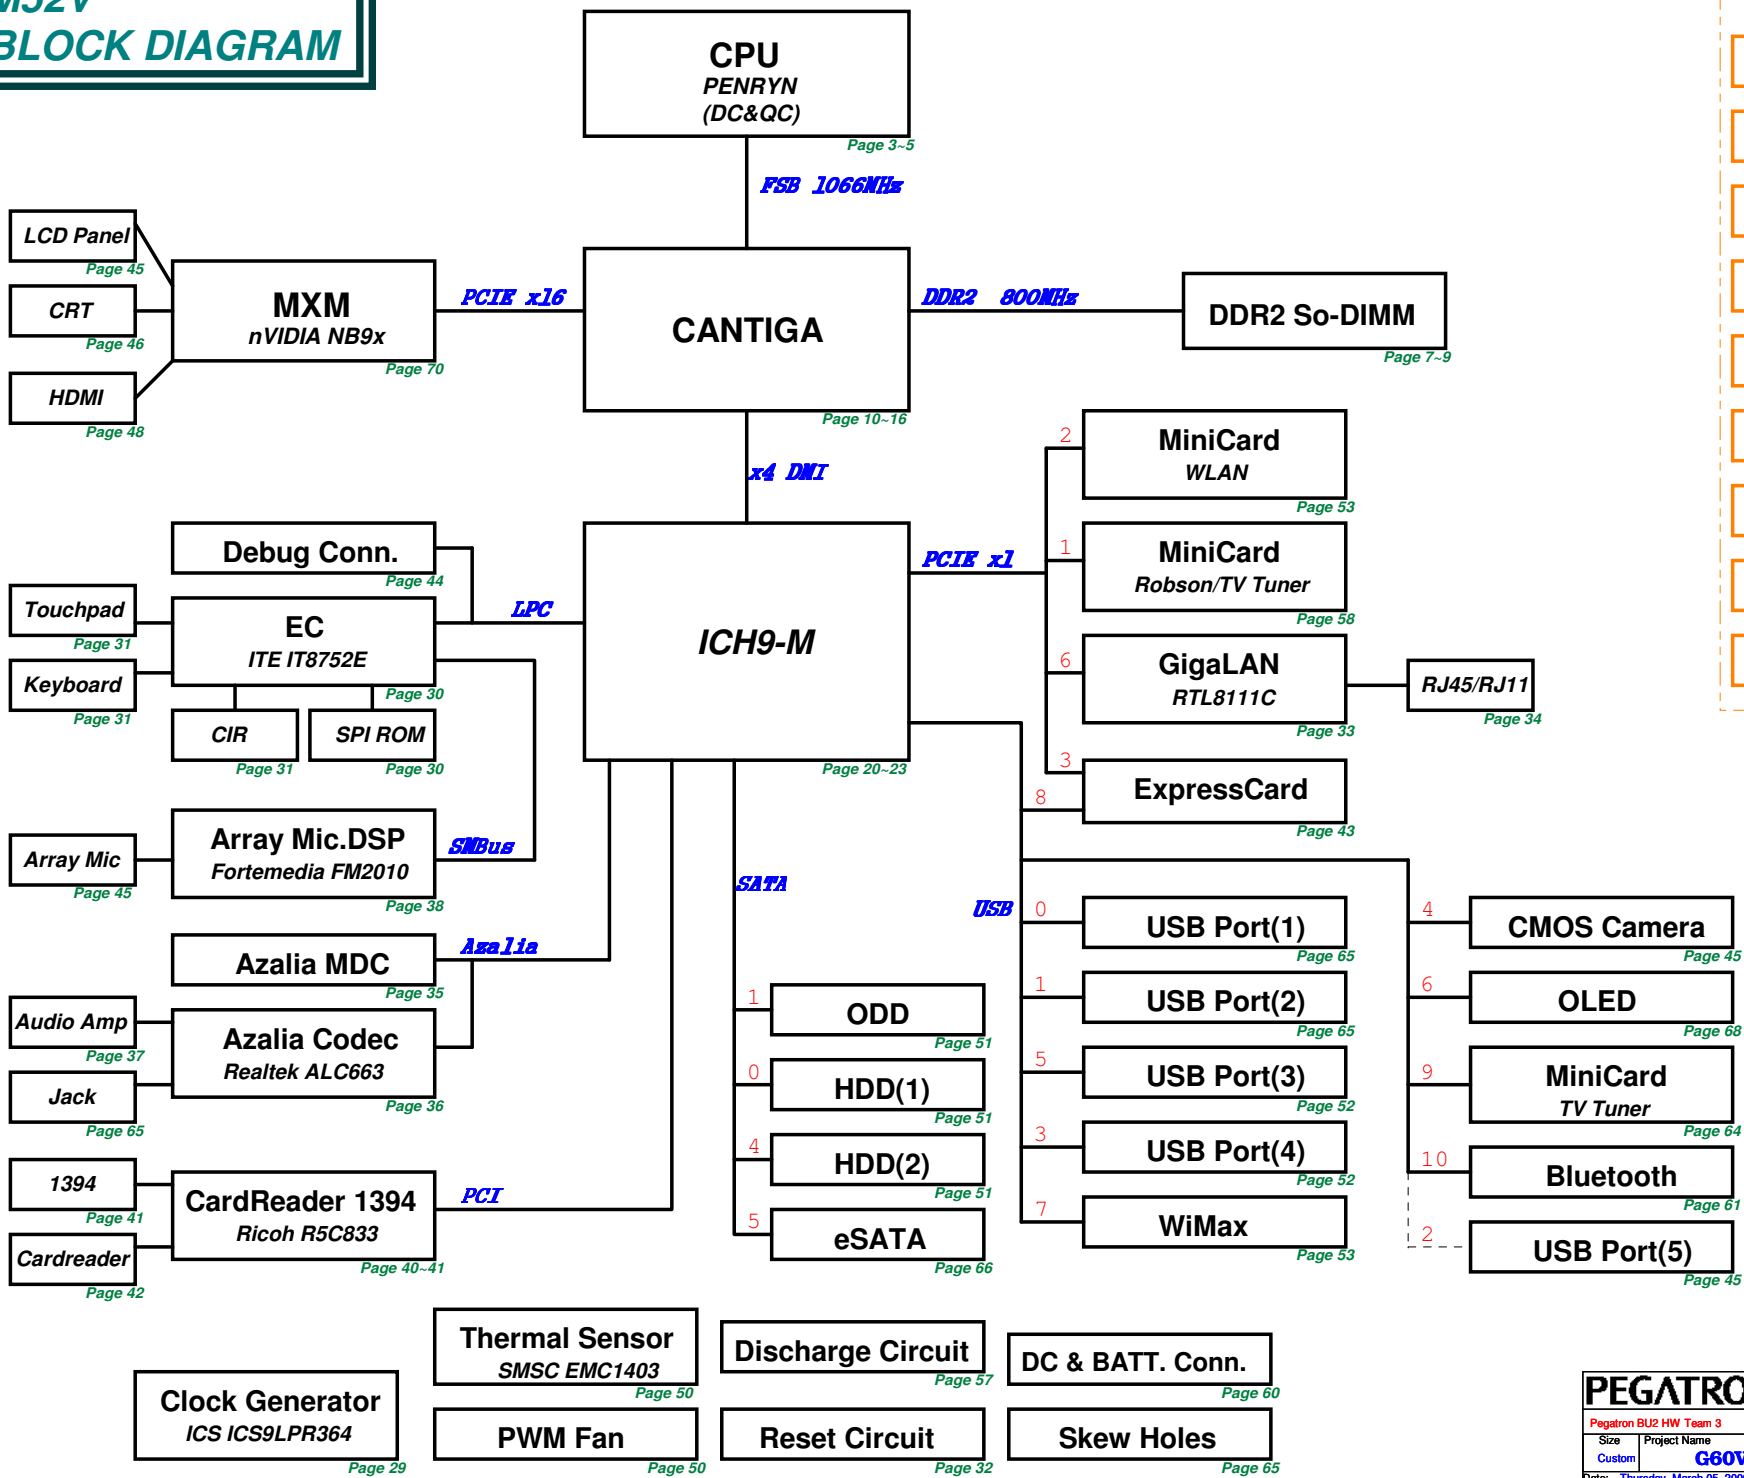 M52V
BLOCK DIAGRAM
CPU
PENRYN
(DC&QC)
Page 3~5
FSB 1066MHz
LCD Panel
Page 45
CRT
Page 46
HDMI
Page 48
MXM
nVIDIA NB9x
Page 70
PCIE x16
CANTIGA
Page 10~16
DDR2 800MHz
DDR2 So-DIMM
Page 7~9
x4 DMI
2
MiniCard
WLAN
Page 53
1
MiniCard
Robson/TV Tuner
Page 58
PCIE x1
6
GigaLAN
RTL8111C
Page 33
RJ45/RJ11
Page 34
3
8
ExpressCard
Page 43
Debug Conn.
Page 44
LPC
Touchpad
Page 31
Keyboard
Page 31
EC
ITE IT8752E
Page 30
CIR
Page 31
SPI ROM
Page 30
ICH9-M
Page 20~23
Array Mic
Page 45
Array Mic.DSP
Fortemedia FM2010
Page 38
SMBus
Azalia MDC
Page 35
Azalia
Audio Amp
Page 37
Jack
Page 65
Azalia Codec
Realtek ALC663
Page 36
1394
Page 41
Cardreader
Page 42
CardReader 1394
Ricoh R5C833
Page 40~41
PCI
SATA
1
ODD
Page 51
0
HDD(1)
Page 51
4
HDD(2)
Page 51
5
eSATA
Page 66
USB
0
USB Port(1)
Page 65
1
USB Port(2)
Page 65
5
USB Port(3)
Page 52
3
USB Port(4)
Page 52
7
WiMax
Page 53
4
CMOS Camera
Page 45
6
OLED
Page 68
9
MiniCard
TV Tuner
Page 64
10
Bluetooth
Page 61
2
USB Port(5)
Page 45
Clock Generator
ICS ICS9LPR364
Page 29
Thermal Sensor
SMSC EMC1403
Page 50
PWM Fan
Page 50
Discharge Circuit
Page 57
Reset Circuit
Page 32
DC & BATT. Conn.
Page 60
Skew Holes
Page 65
PEGATRO
Pegatron BU2 HW Team 3
Size
Project Name
Custom
G60V
Date: Thursday, March 05, 200